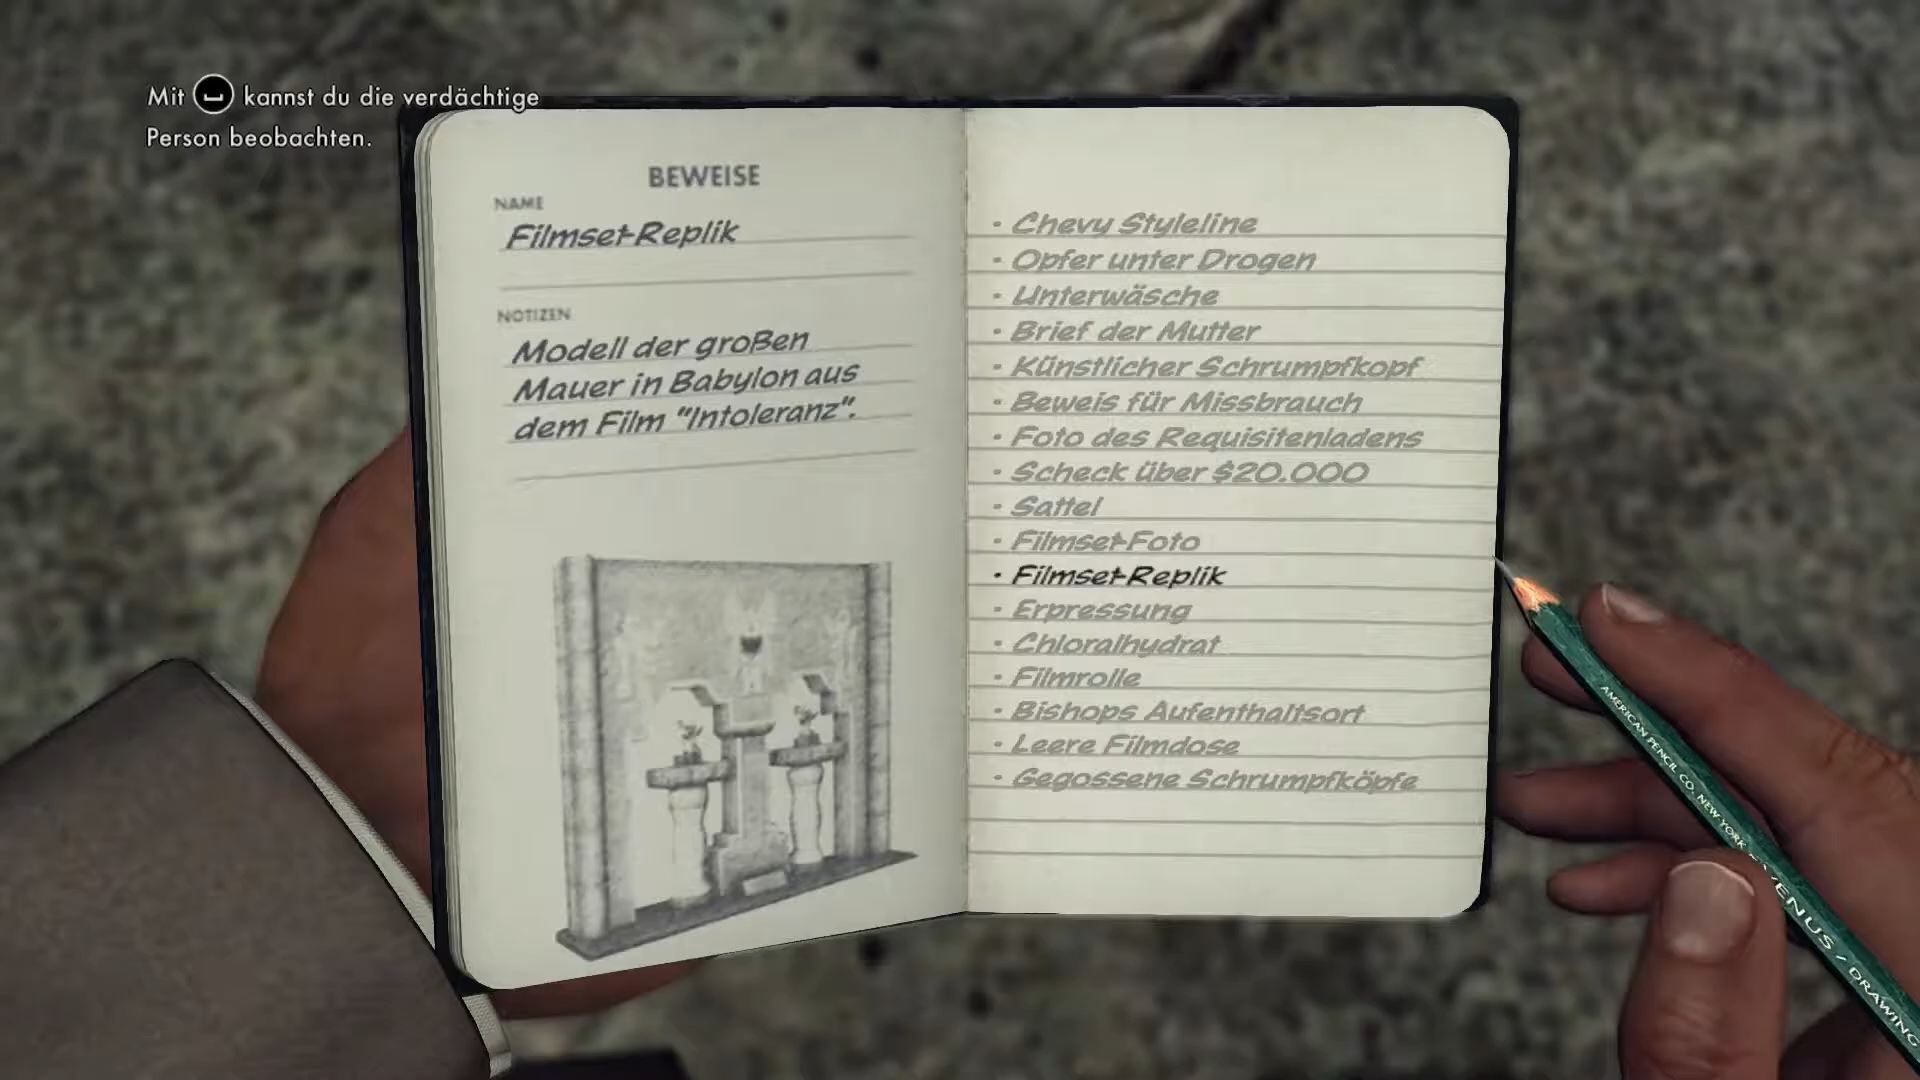 Mit kannst du die verdächtige
Person beobachten.
BEWEISE
NAME
Filmset-Replik
NOTIZEN
Modell der großen
Mauer in Babylon aus
dem Film "Intoleranz".
- Chevy Styleline
- Opfer unter Drogen
- Unterwäsche
- Brief der Mutter
- Künstlicher Schrumpfkopf
- Beweis für Missbrauch
- Foto des Requisitenladens
- Scheck über $20.000
- Sattel
- Filmset-Foto
- Filmset-Replik
- Erpressung
- Chloralhydrat
- Filmrolle
- Bishops Aufenthaltsort
- Leere Filmdose
- Gegossene Schrumpfköpfe
AMERICAN PENCIL CO. NEW YORK VENUS / DRAWING